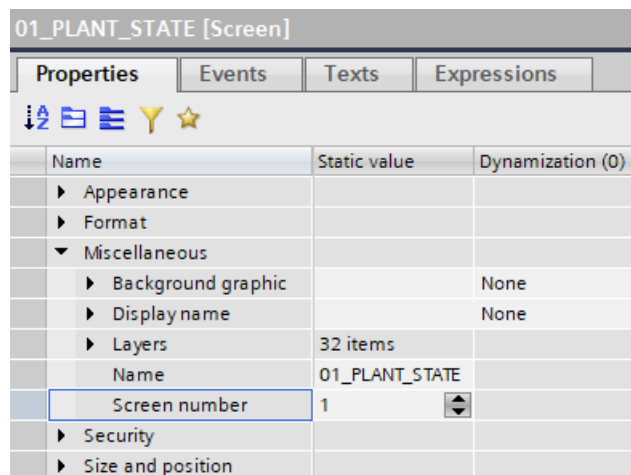 01_PLANT_STATE [Screen]
Properties Events Texts Expressions
Name Static value Dynamization (0)
Appearance
Format
Miscellaneous
Background graphic None
Display name None
Layers 32 items
Name 01_PLANT_STATE
Screen number 1
Security
Size and position